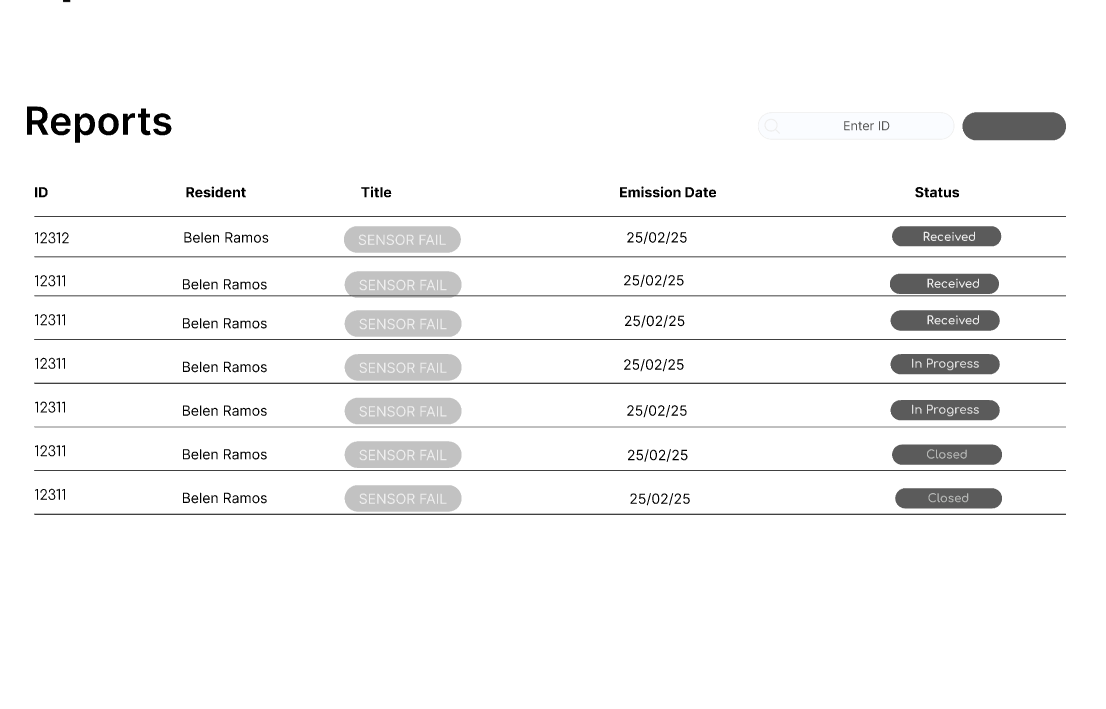 Reports
Enter ID
ID Resident Title Emission Date Status
12312 Belen Ramos SENSOR FAIL 25/02/25 Received
12311 Belen Ramos SENSOR FAIL 25/02/25 Received
12311 Belen Ramos SENSOR FAIL 25/02/25 Received
12311 Belen Ramos SENSOR FAIL 25/02/25 In Progress
12311 Belen Ramos SENSOR FAIL 25/02/25 In Progress
12311 Belen Ramos SENSOR FAIL 25/02/25 Closed
12311 Belen Ramos SENSOR FAIL 25/02/25 Closed